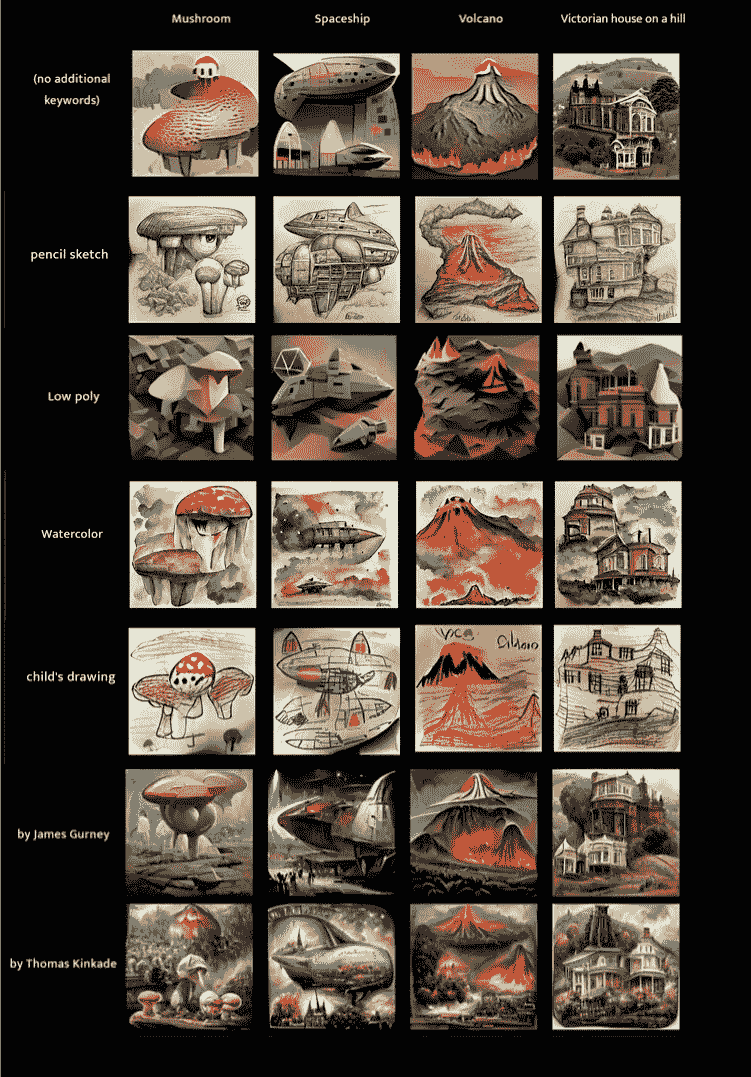 Mushroom Spaceship Volcano Victorian house on a hill
(no additional
keywords)
pencil sketch
Low poly
Watercolor
child's drawing
by James Gurney
by Thomas Kinkade